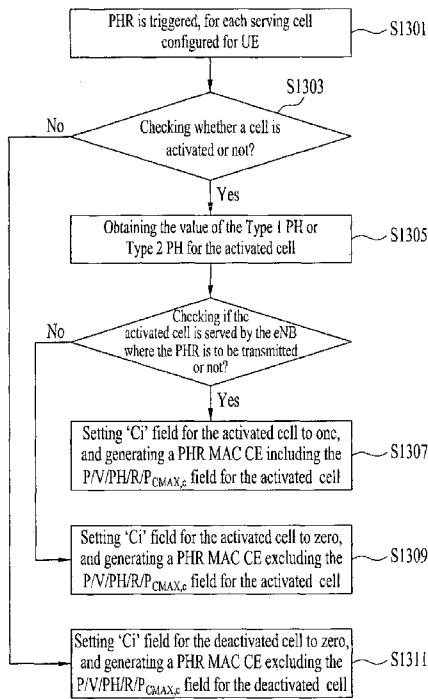 PHR is triggered, for each serving cell
configured for UE
S1301
S1303
No
Checking whether a cell is
activated or not?
Yes
Obtaining the value of the Type 1 PH or
Type 2 PH for the activated cell
S1305
No
Checking if the
activated cell is served by the eNB
where the PHR is to be transmitted
or not?
Yes
Setting 'Ci' field for the activated cell to one,
and generating a PHR MAC CE including the
P/V/PH/R/PCMAX,c field for the activated cell
S1307
Setting 'Ci' field for the activated cell to zero,
and generating a PHR MAC CE excluding the
P/V/PH/R/PCMAX,c field for the activated cell
S1309
Setting 'Ci' field for the deactivated cell to zero,
and generating a PHR MAC CE excluding the
P/V/PH/R/PCMAX,c field for the deactivated cell
S1311